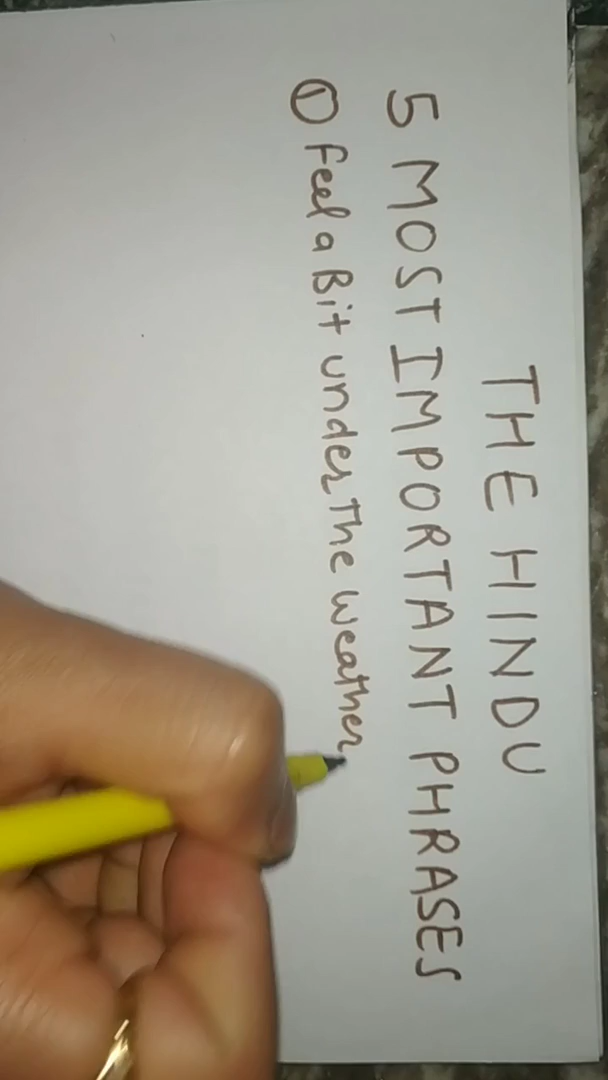 THE HINDU
5 MOST IMPORTANT PHRASES
① Feel a Bit under The weather